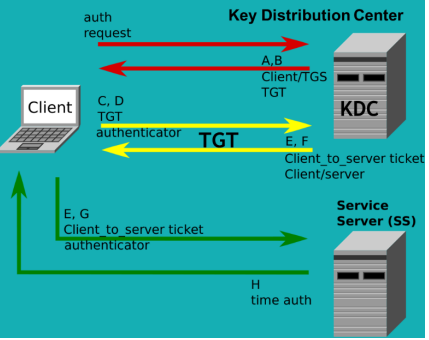 Key Distribution Center
auth
request
A,B
Client/TGS
TGT
KDC
Client
C, D
TGT
authenticator
TGT
E, F
Client_to_server ticket
Client/server
Service
Server (SS)
E, G
Client_to_server ticket
authenticator
H
time auth